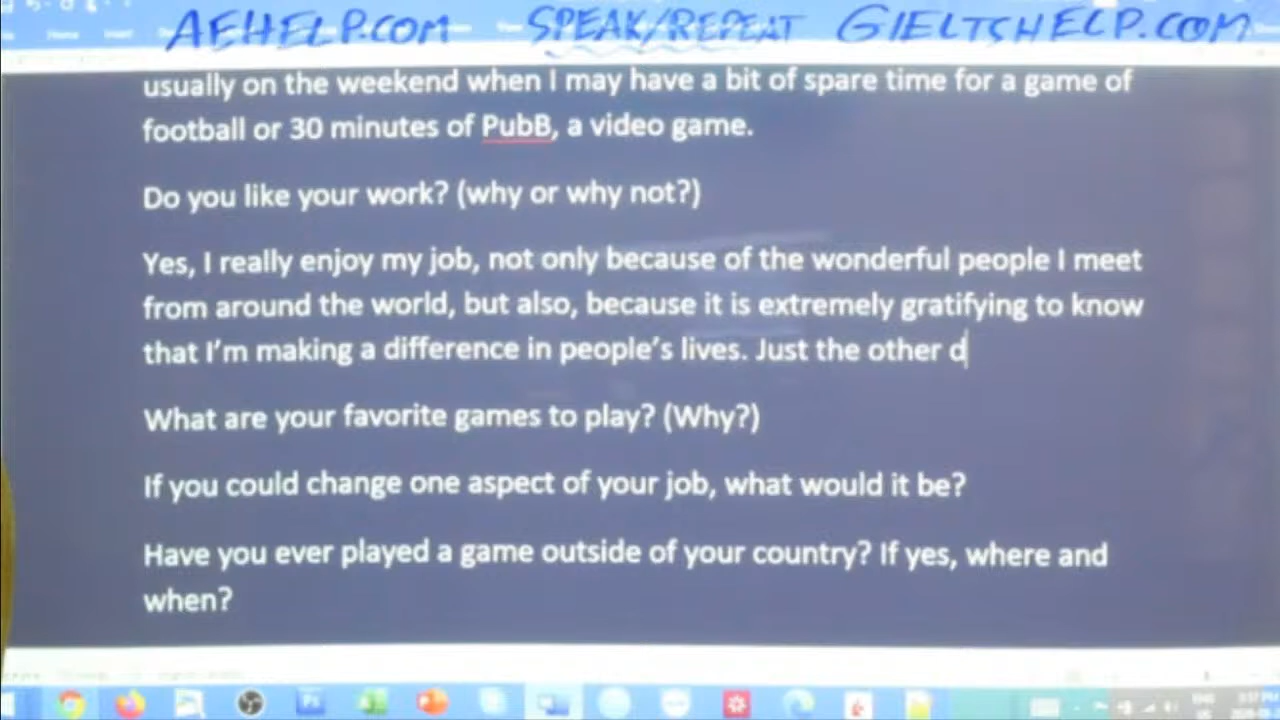 AEHELP.COM SPEAK/REPEAT GIELTSHELP.COM
usually on the weekend when I may have a bit of spare time for a game of
football or 30 minutes of PubB, a video game.
Do you like your work? (why or why not?)
Yes, I really enjoy my job, not only because of the wonderful people I meet
from around the world, but also, because it is extremely gratifying to know
that I'm making a difference in people's lives. Just the other d
What are your favorite games to play? (Why?)
If you could change one aspect of your job, what would it be?
Have you ever played a game outside of your country? If yes, where and
when?